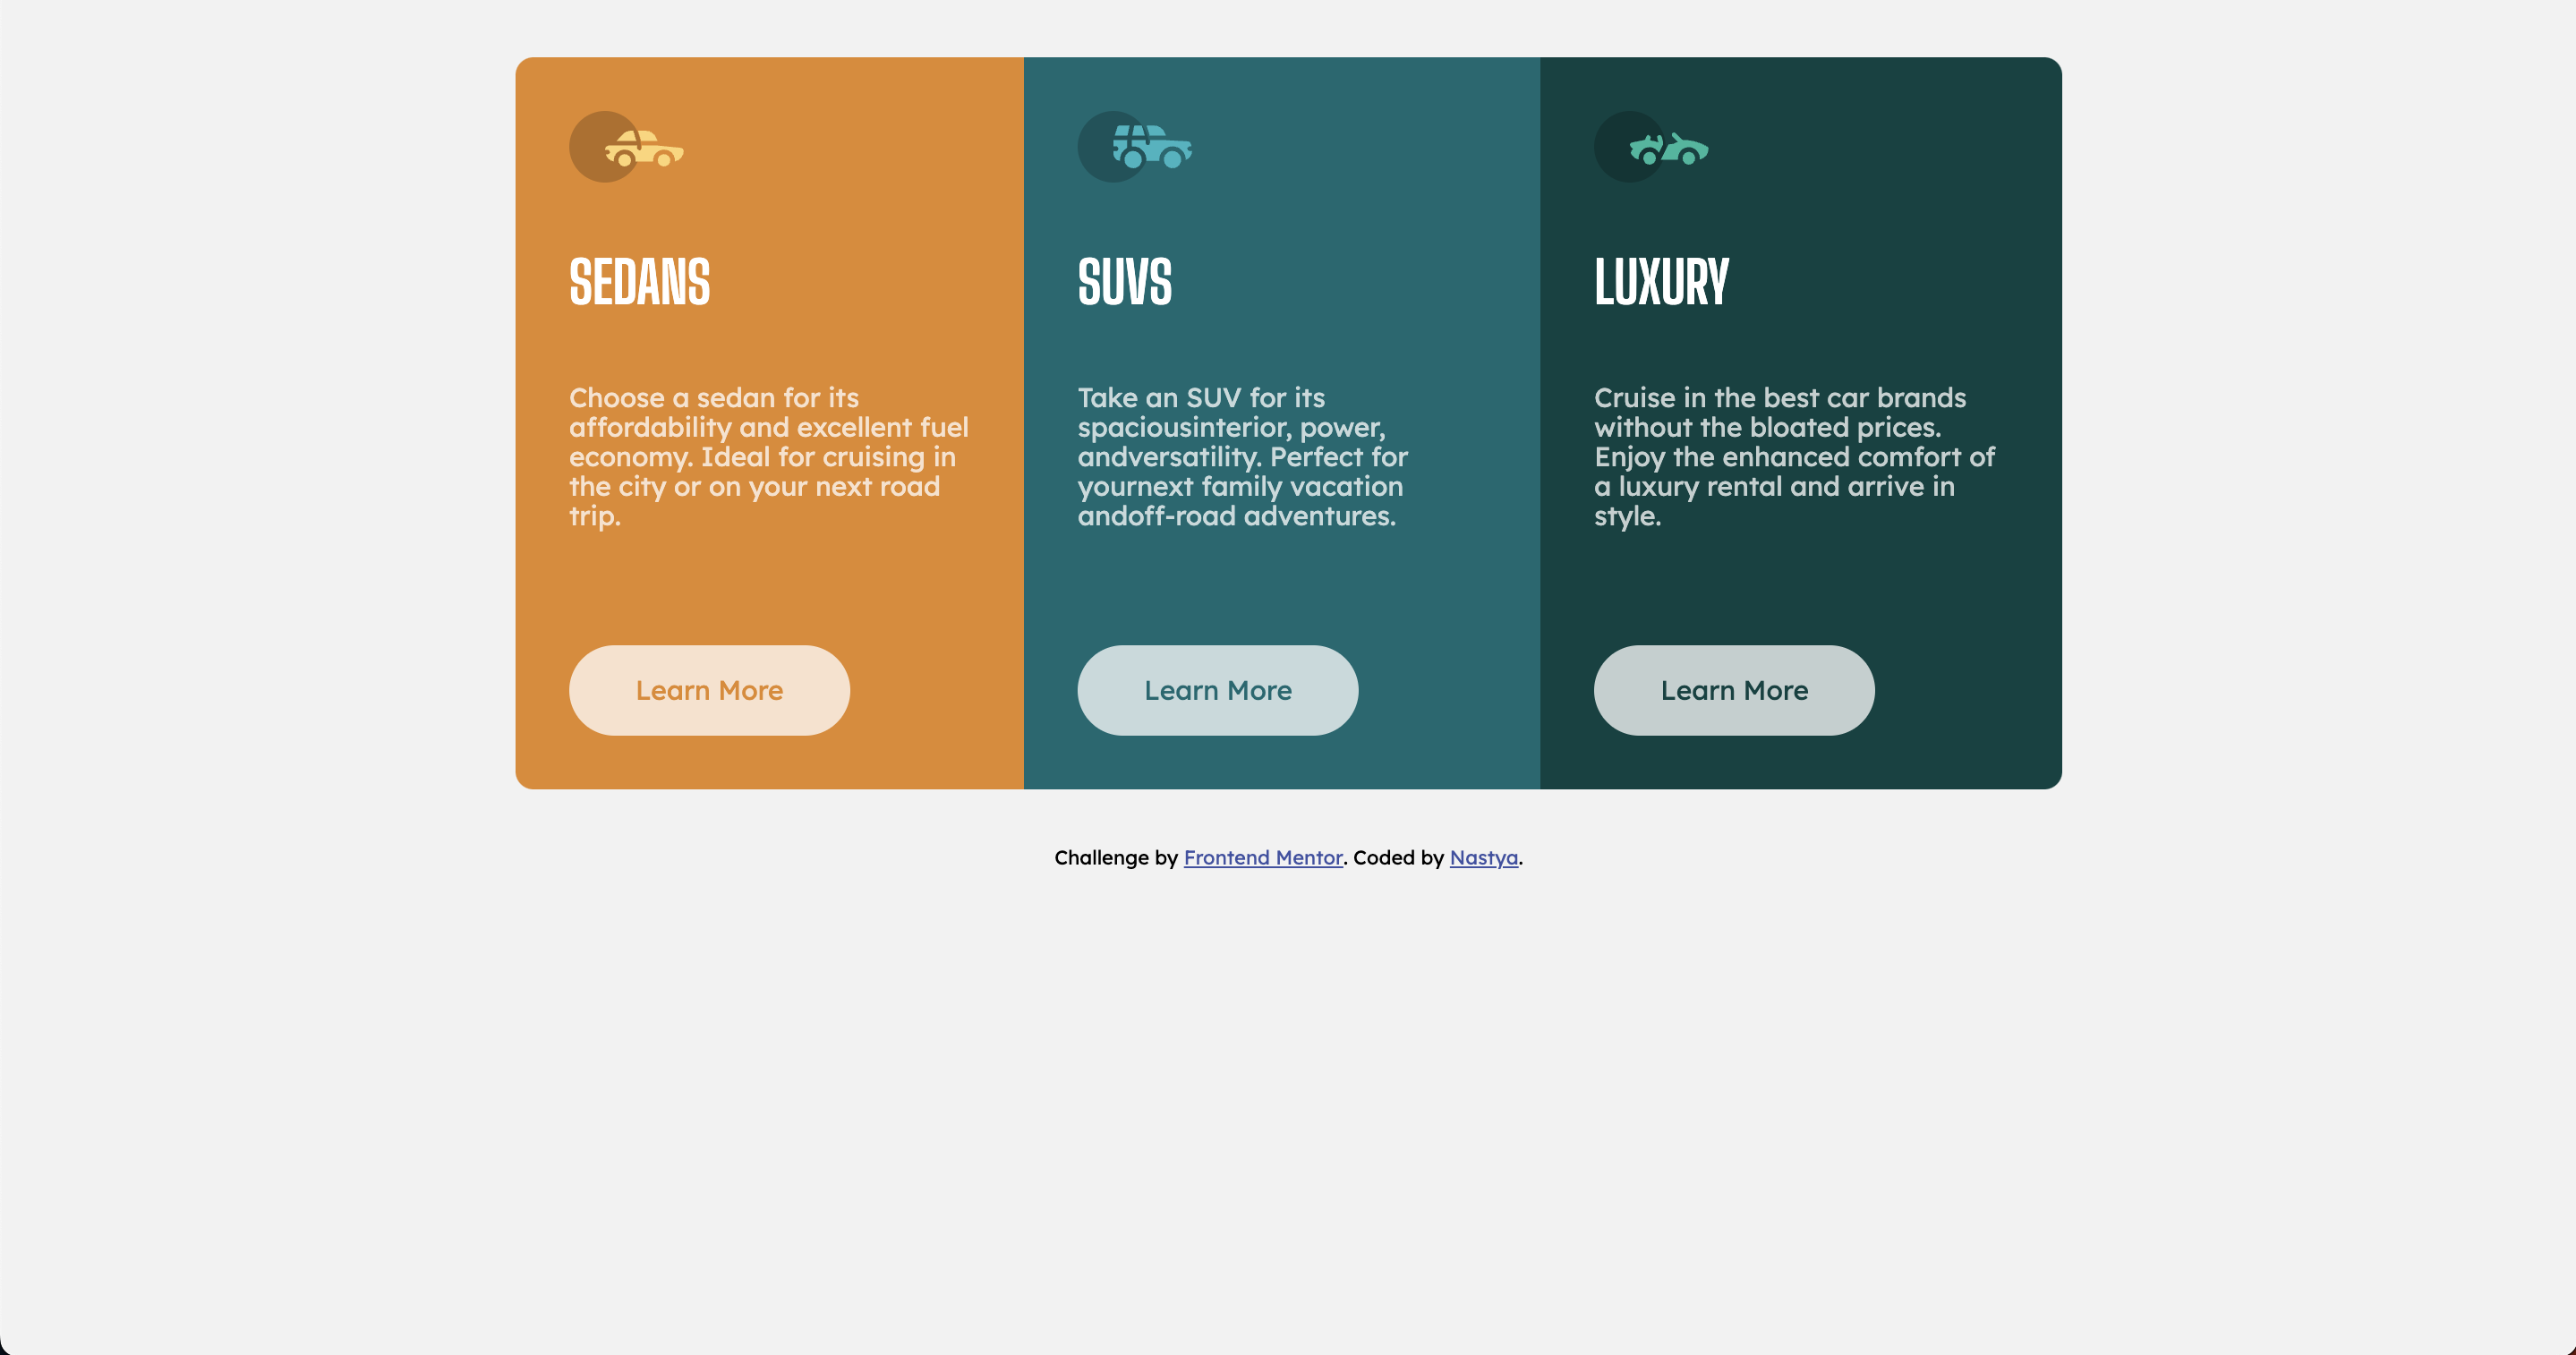 SEDANS
Choose a sedan for its
affordability and excellent fuel
economy. Ideal for cruising in
the city or on your next road
trip.
Learn More
SUVS
Take an SUV for its
spaciousinterior, power,
andversatility. Perfect for
yournext family vacation
andoff-road adventures.
Learn More
LUXURY
Cruise in the best car brands
without the bloated prices.
Enjoy the enhanced comfort of
a luxury rental and arrive in
style.
Learn More
Challenge by Frontend Mentor. Coded by Nastya.